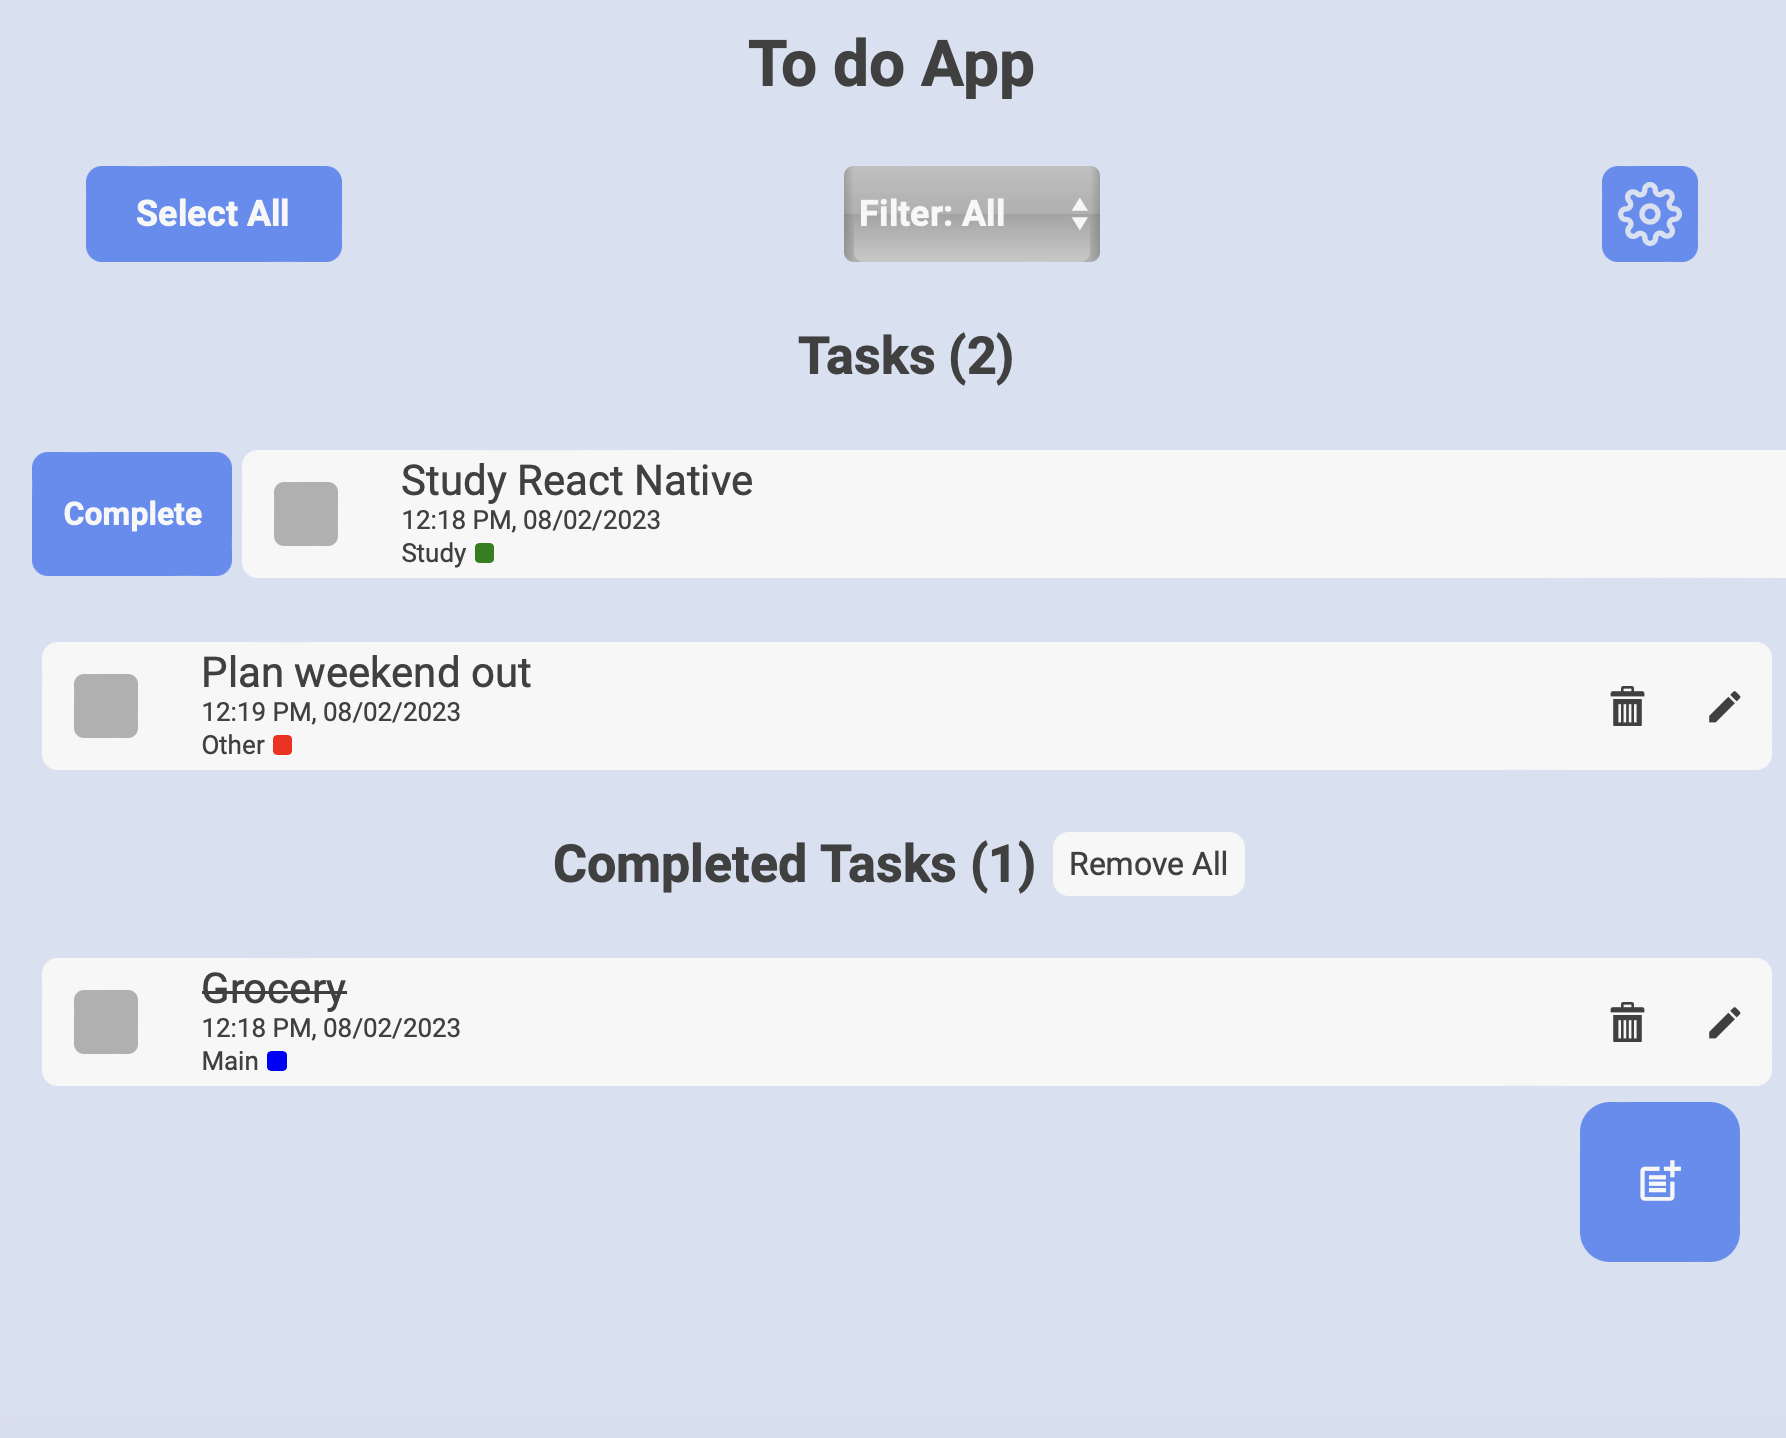 To do App
Select All
Filter: All
Tasks (2)
Complete
Study React Native
12:18 PM, 08/02/2023
Study
Plan weekend out
12:19 PM, 08/02/2023
Other
Completed Tasks (1)
Remove All
Grocery
12:18 PM, 08/02/2023
Main